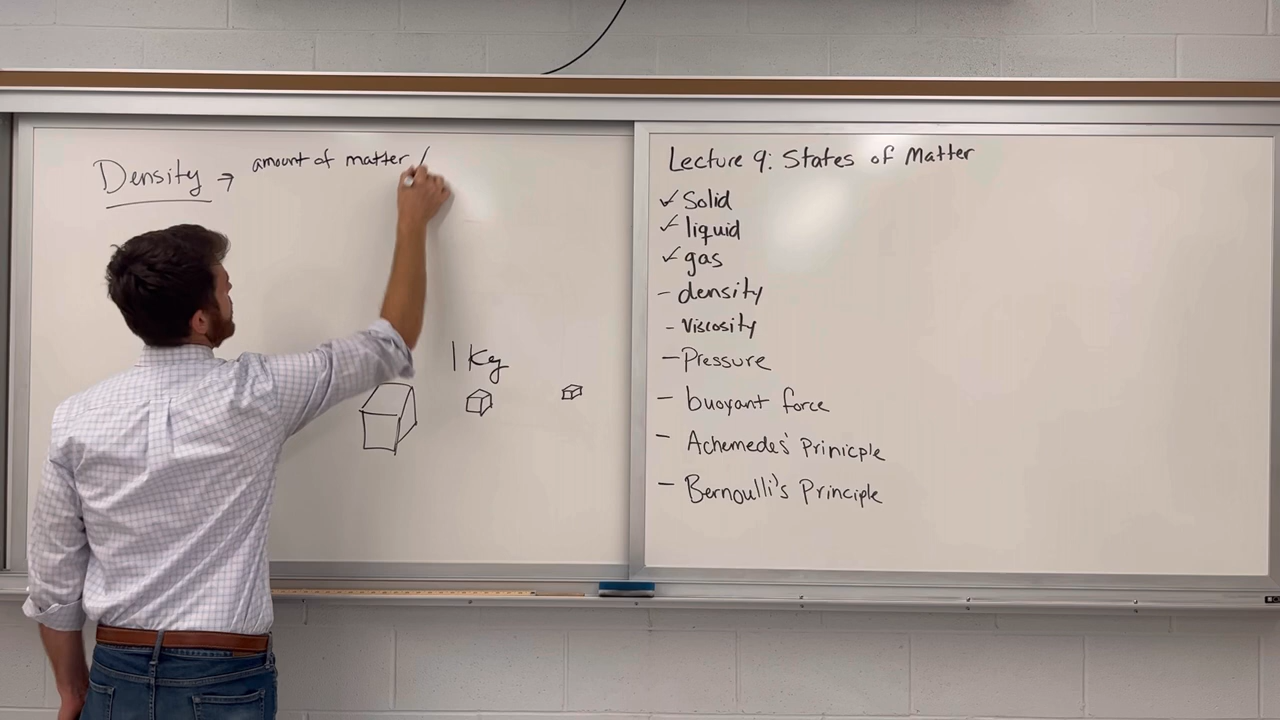 Density → amount of matter /
1 Kg
Lecture 9: States of Matter
✓ Solid
✓ liquid
✓ gas
- density
- Viscosity
- Pressure
- buoyant force
- Achemedes' Prinicple
- Bernoulli's Principle